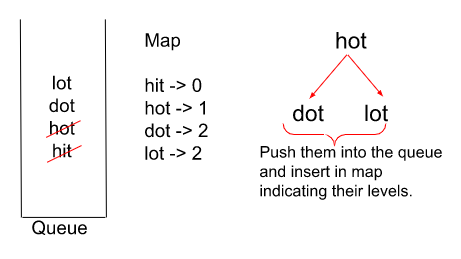 lot
dot
hot
hit
Queue
Map
hit -> 0
hot -> 1
dot -> 2
lot -> 2
hot
dot lot
Push them into the queue
and insert in map
indicating their levels.